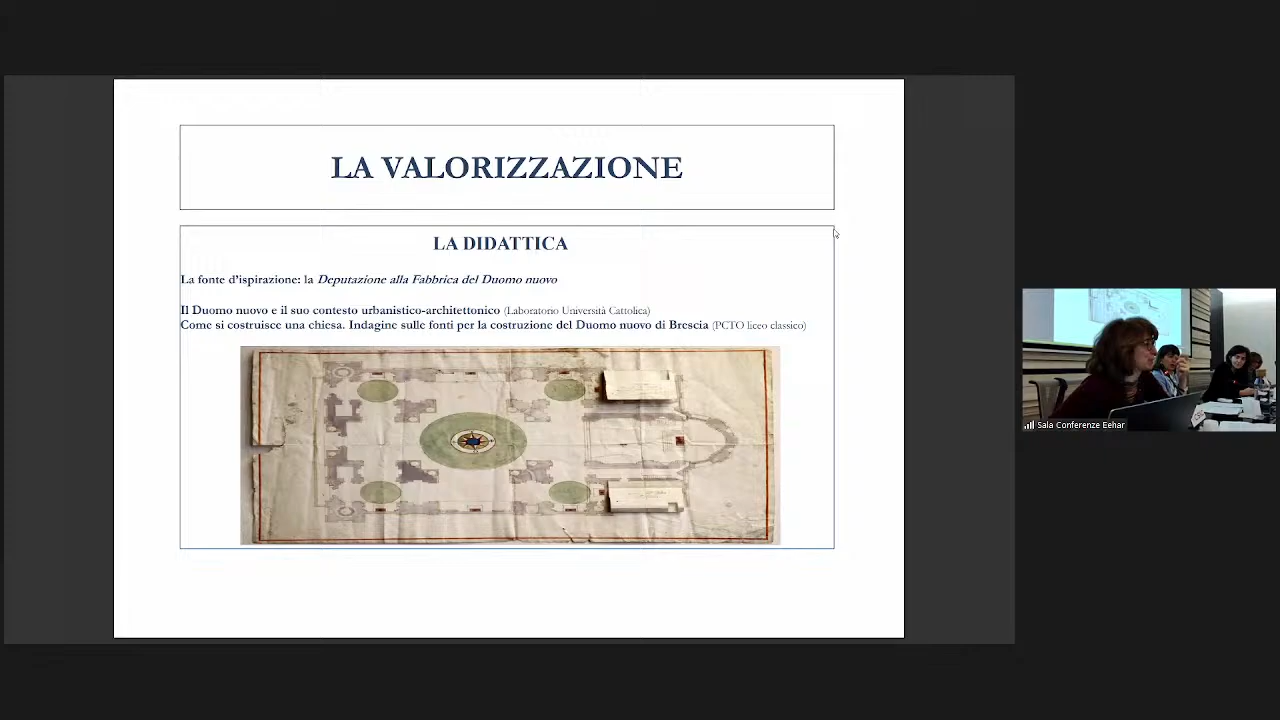 LA VALORIZZAZIONE
LA DIDATTICA
La fonte d'ispirazione: la Deputazione alla Fabbrica del Duomo nuovo
Il Duomo nuovo e il suo contesto urbanistico-architettonico (Laboratorio Università Cattolica)
Come si costruisce una chiesa. Indagine sulle fonti per la costruzione del Duomo nuovo di Brescia (PCTO liceo classico)
Sala Conferenze Eehar